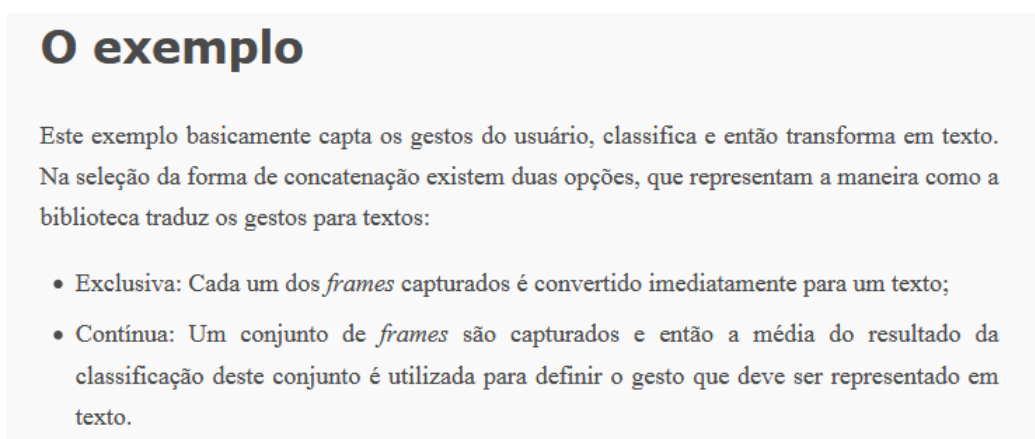 O exemplo
Este exemplo basicamente capta os gestos do usuário, classifica e então transforma em texto.
Na seleção da forma de concatenação existem duas opções, que representam a maneira como a
biblioteca traduz os gestos para textos:
• Exclusiva: Cada um dos frames capturados é convertido imediatamente para um texto;
• Contínua: Um conjunto de frames são capturados e então a média do resultado da
classificação deste conjunto é utilizada para definir o gesto que deve ser representado em
texto.